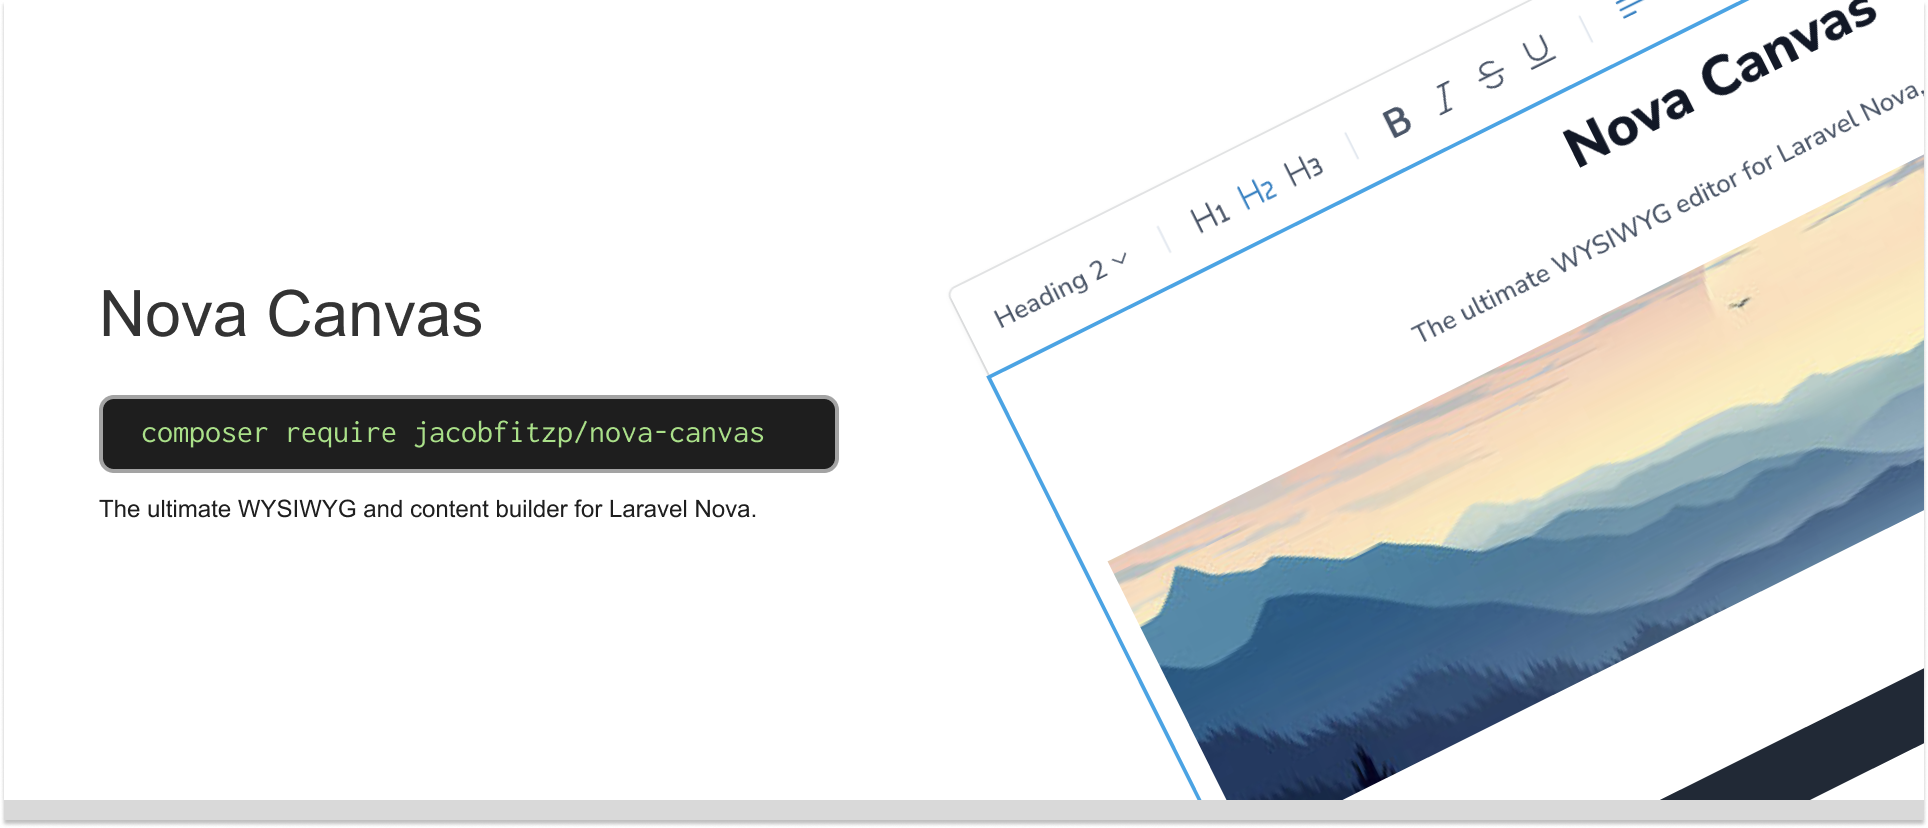 Nova Canvas
composer require jacobfitzp/nova-canvas
The ultimate WYSIWYG and content builder for Laravel Nova.
Heading 2
H1 H2 H3
B I S U
Nova Canvas
The ultimate WYSIWYG editor for Laravel Nova,